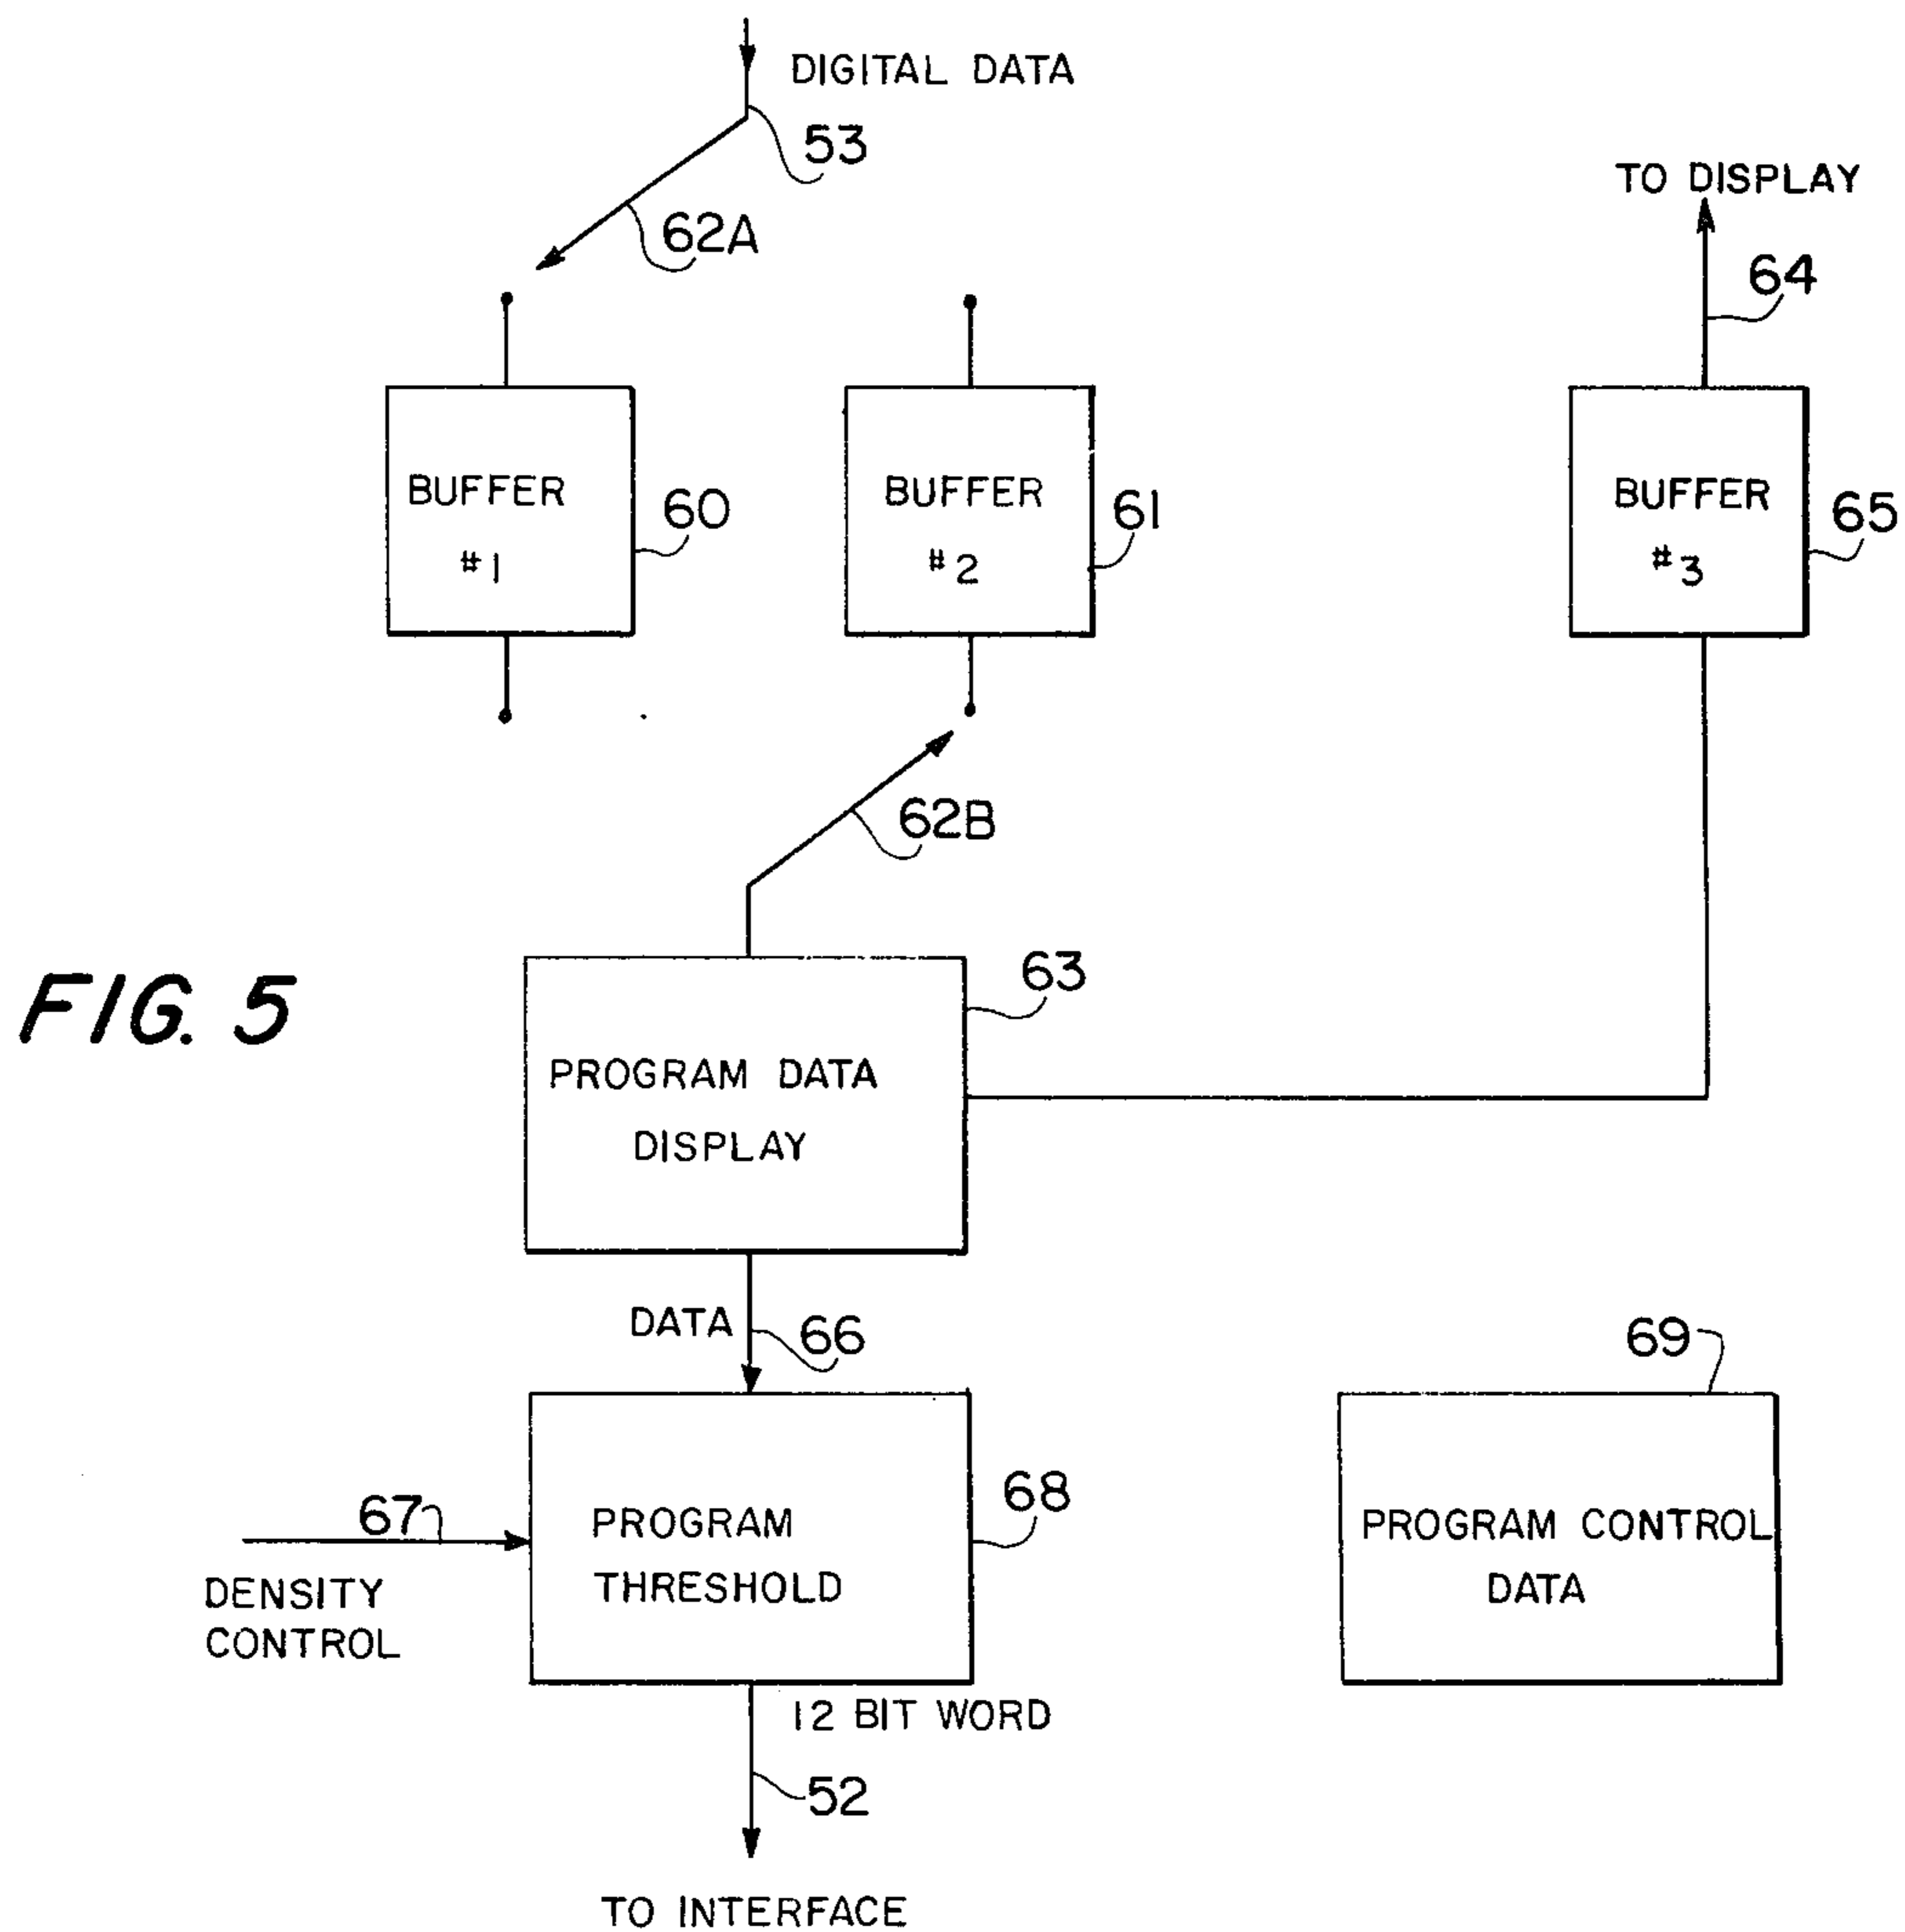 DIGITAL DATA
53
62A
TO DISPLAY
64
BUFFER
#1
60
BUFFER
#2
61
BUFFER
#3
65
62B
FIG. 5
63
PROGRAM DATA
DISPLAY
DATA
66
69
67
DENSITY
CONTROL
PROGRAM
THRESHOLD
68
PROGRAM CONTROL
DATA
12 BIT WORD
52
TO INTERFACE